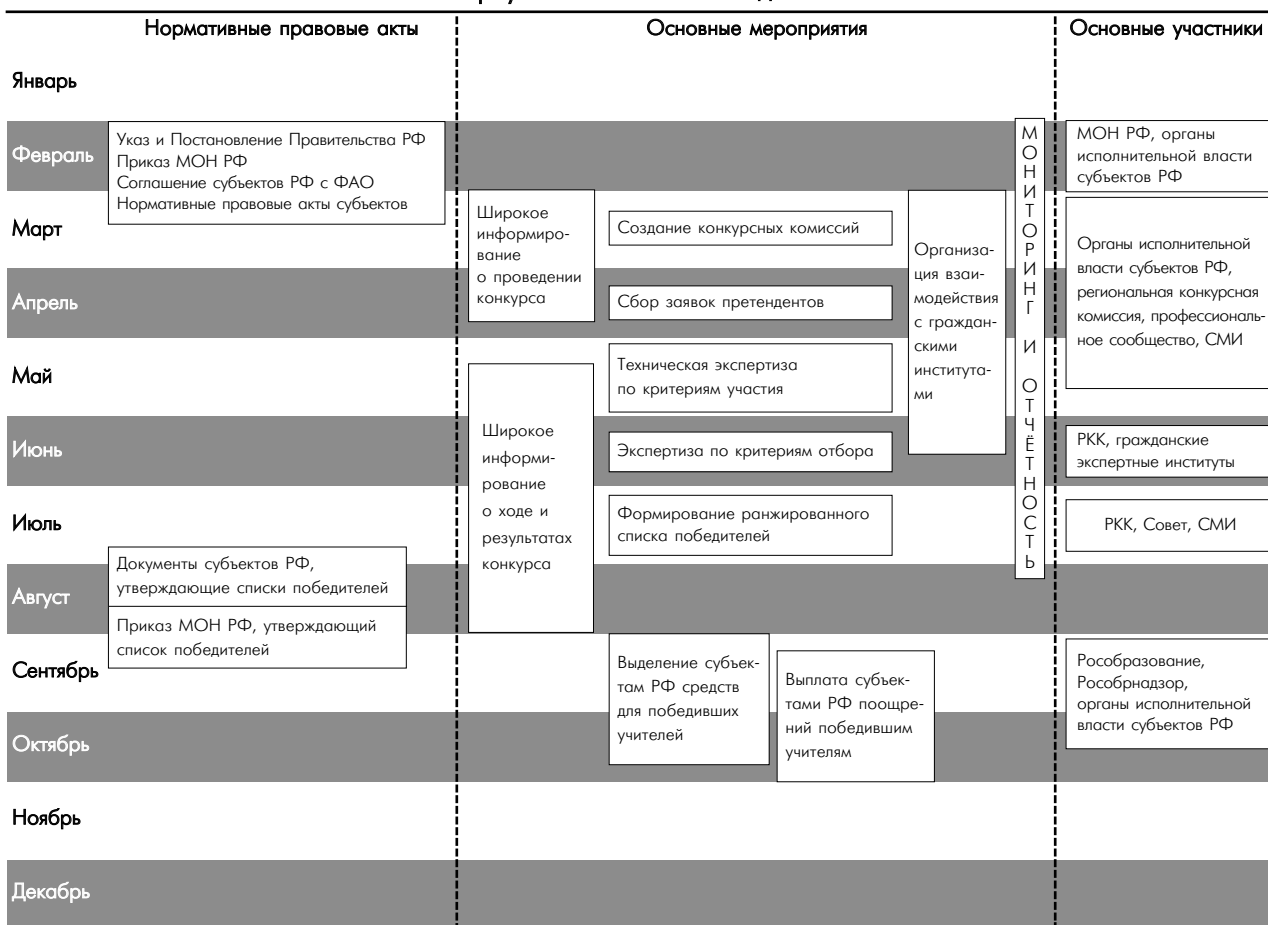 Нормативные правовые акты
Основные мероприятия
Основные участники
Январь
Февраль
Указ и Постановление Правительства РФ
Приказ МОН РФ
Соглашение субъектов РФ с ФАО
Нормативные правовые акты субъектов
МОН РФ, органы
исполнительной власти
субъектов РФ
МОНИТОРИНГ И ОТЧЁТНОСТЬ
Март
Широкое
информиро-
вание
о проведении
конкурса
Создание конкурсных комиссий
Организа-
ция взаи-
модействия
с граждан-
скими
института-
ми
Органы исполнительной
власти субъектов РФ,
региональная конкурсная
комиссия, профессиональ-
ное сообщество, СМИ
Апрель
Сбор заявок претендентов
Май
Техническая экспертиза
по критериям участия
Широкое
информи-
рование
о ходе и
результатах
конкурса
Июнь
Экспертиза по критериям отбора
РКК, гражданские
экспертные институты
Июль
Формирование ранжированного
списка победителей
РКК, Совет, СМИ
Документы субъектов РФ,
утверждающие списки победителей
Август
Приказ МОН РФ, утверждающий
список победителей
Сентябрь
Выделение субъек-
там РФ средств
для победивших
учителей
Выплата субъек-
тами РФ поощре-
ний победившим
учителям
Рособразование,
Рособрнадзор,
органы исполнительной
власти субъектов РФ
Октябрь
Ноябрь
Декабрь